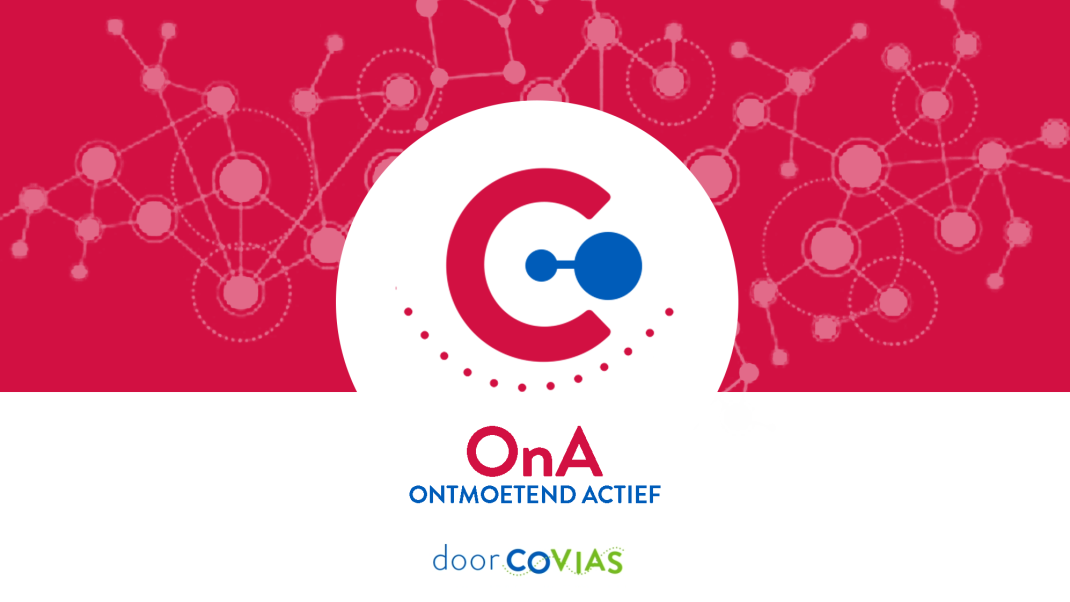 OnA
ONTMOETEND ACTIEF
door COVIAS